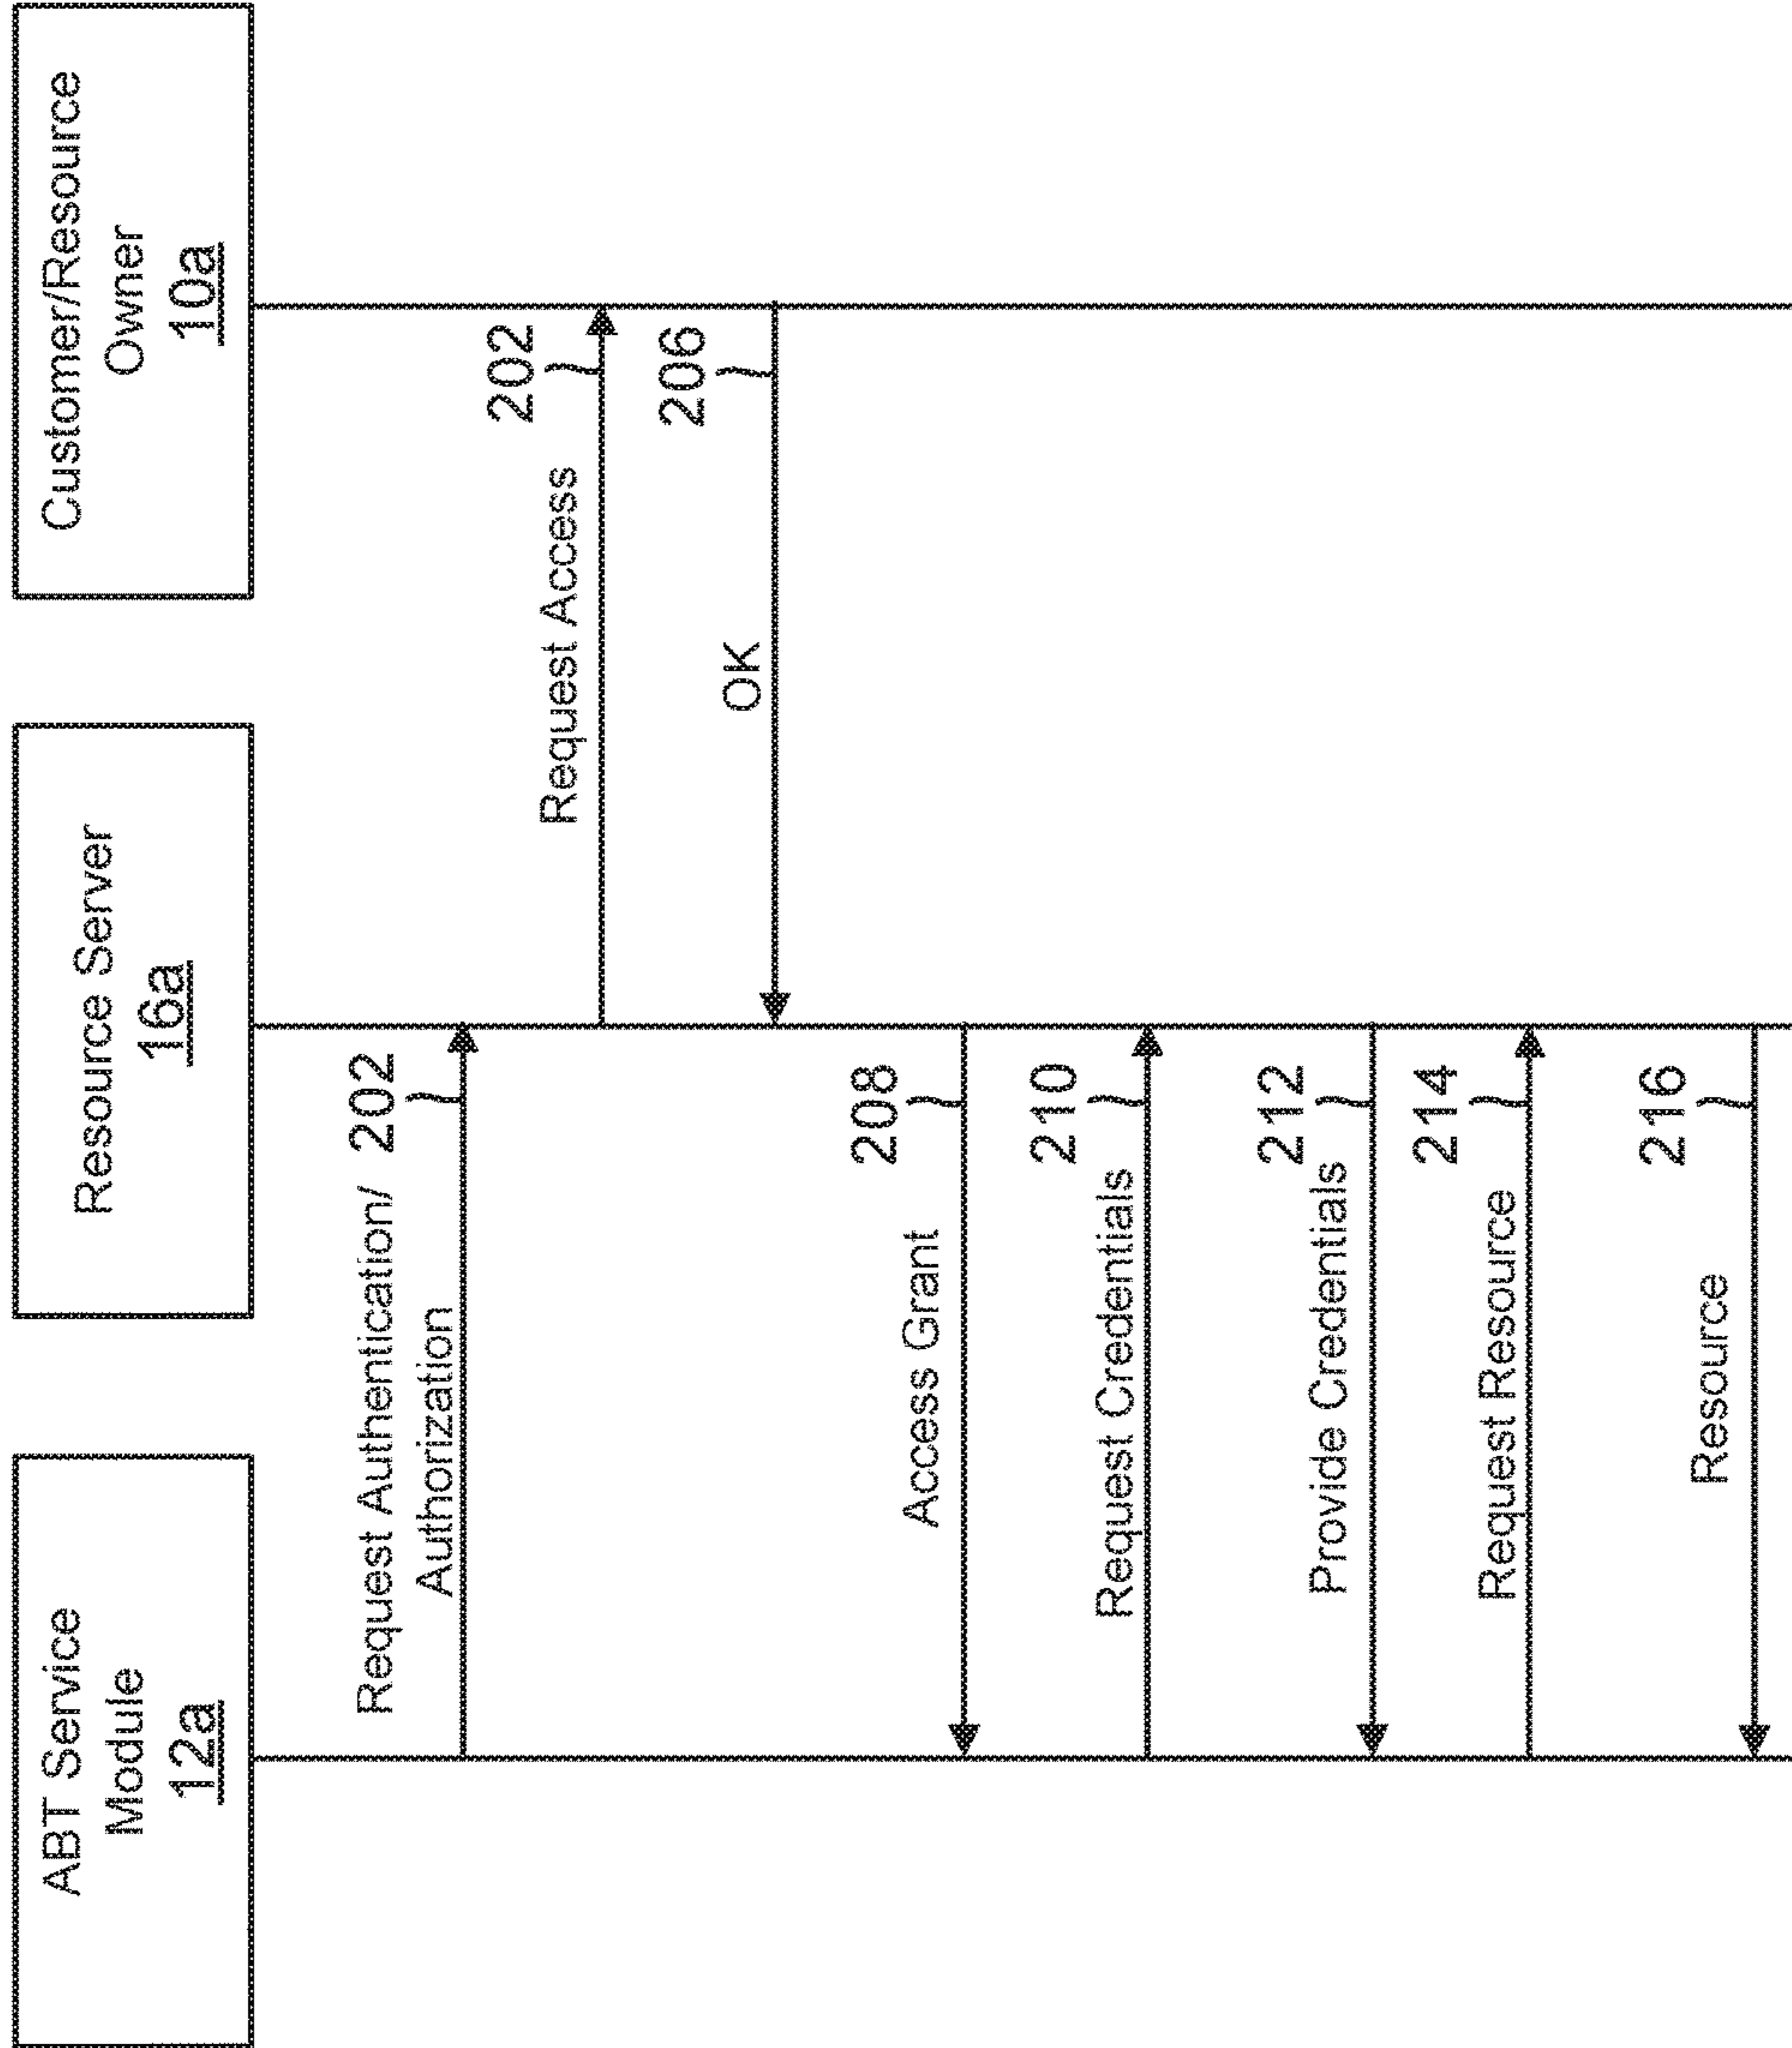 ABT Service
Module
12a
Resource Server
16a
Customer/Resource
Owner
10a
Request Authentication/
Authorization
202
Request Access
202
OK
206
Access Grant
208
Request Credentials
210
Provide Credentials
212
Request Resource
214
Resource
216